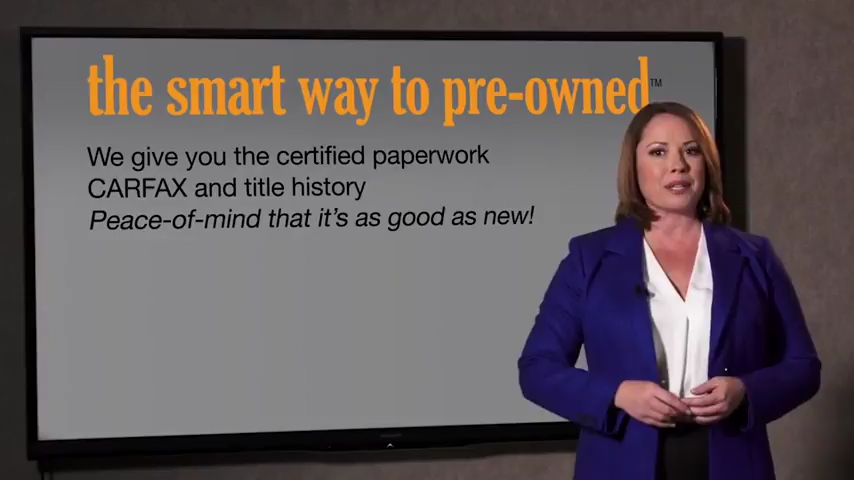 the smart way to pre-owned™
We give you the certified paperwork
CARFAX and title history
Peace-of-mind that it's as good as new!